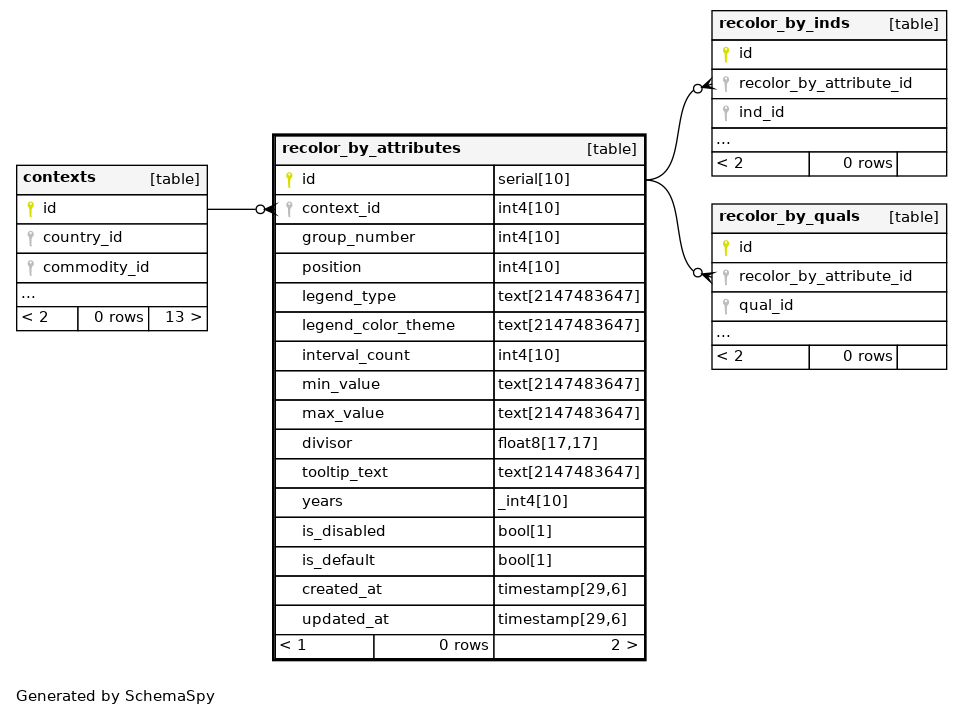 contexts [table]
id
country_id
commodity_id
...
< 2 0 rows 13 >
recolor_by_attributes [table]
id serial[10]
context_id int4[10]
group_number int4[10]
position int4[10]
legend_type text[2147483647]
legend_color_theme text[2147483647]
interval_count int4[10]
min_value text[2147483647]
max_value text[2147483647]
divisor float8[17,17]
tooltip_text text[2147483647]
years _int4[10]
is_disabled bool[1]
is_default bool[1]
created_at timestamp[29,6]
updated_at timestamp[29,6]
< 1 0 rows 2 >
recolor_by_inds [table]
id
recolor_by_attribute_id
ind_id
...
< 2 0 rows
recolor_by_quals [table]
id
recolor_by_attribute_id
qual_id
...
< 2 0 rows
Generated by SchemaSpy